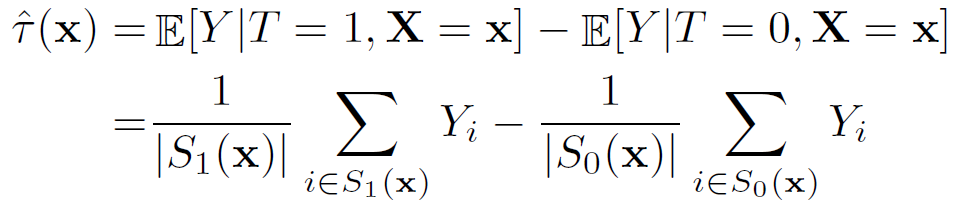 τ̂(𝐱) = 𝔼[Y|T = 1, 𝐗 = 𝐱] − 𝔼[Y|T = 0, 𝐗 = 𝐱]
= 1/|S₁(𝐱)| ∑_{i∈S₁(𝐱)} Yᵢ − 1/|S₀(𝐱)| ∑_{i∈S₀(𝐱)} Yᵢ